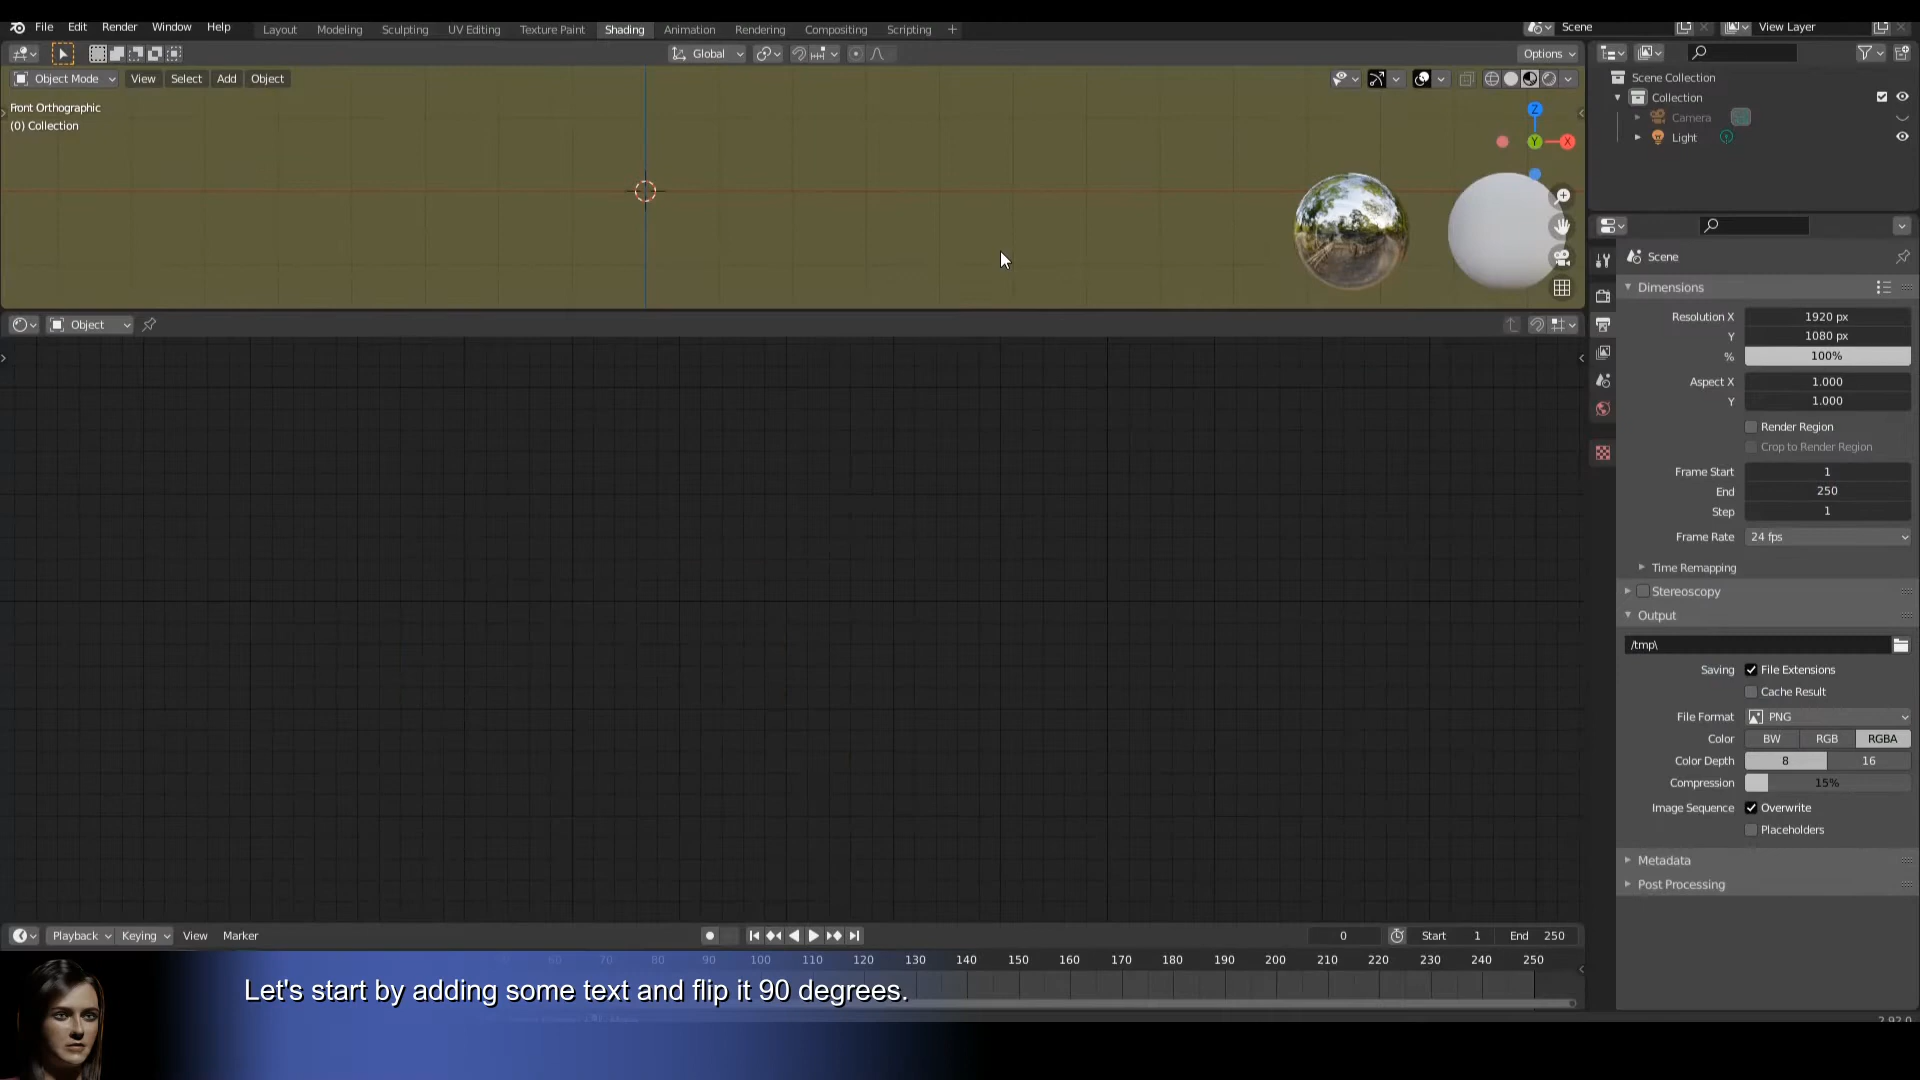 File Edit Render Window Help Layout Modeling Sculpting UV Editing Texture Paint Shading Animation Rendering Compositing Scripting + Scene View Layer
Global Options
Object Mode View Select Add Object
Front Orthographic
(0) Collection
Z
Y
X
Scene Collection
Collection
Camera
Light
Object
Scene
Dimensions
Resolution X 1920 px
Y 1080 px
% 100%
Aspect X 1.000
Y 1.000
Render Region
Crop to Render Region
Frame Start 1
End 250
Step 1
Frame Rate 24 fps
Time Remapping
Stereoscopy
Output
/tmp\
Saving File Extensions
Cache Result
File Format PNG
Color BW RGB RGBA
Color Depth 8 16
Compression 15%
Image Sequence Overwrite
Placeholders
Metadata
Post Processing
Playback Keying View Marker 0 Start 1 End 250
60 70 80 90 100 110 120 130 140 150 160 170 180 190 200 210 220 230 240 250
Let's start by adding some text and flip it 90 degrees.
2.92.0